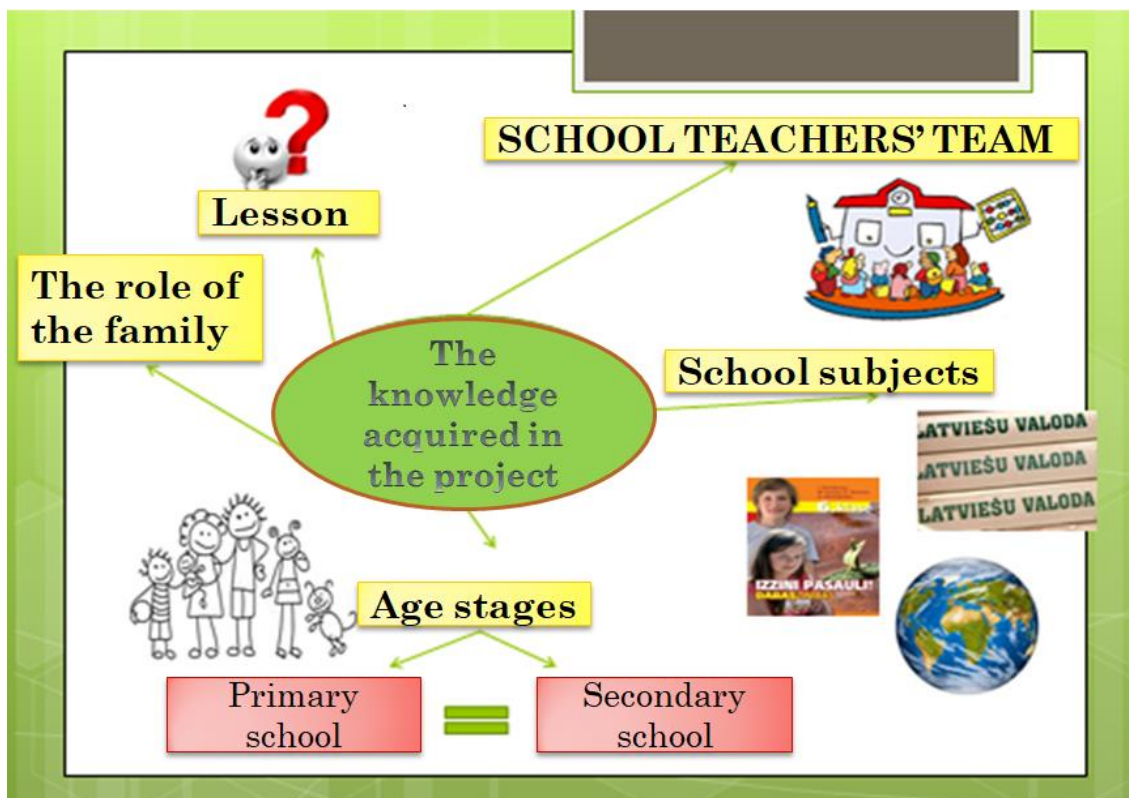 SCHOOL TEACHERS' TEAM
Lesson
The role of
the family
The
knowledge
acquired in
the project
School subjects
LATVIEŠU VALODA
LATVIEŠU VALODA
LATVIEŠU VALODA
IZZINI PASAULI!
Age stages
Primary
school
Secondary
school